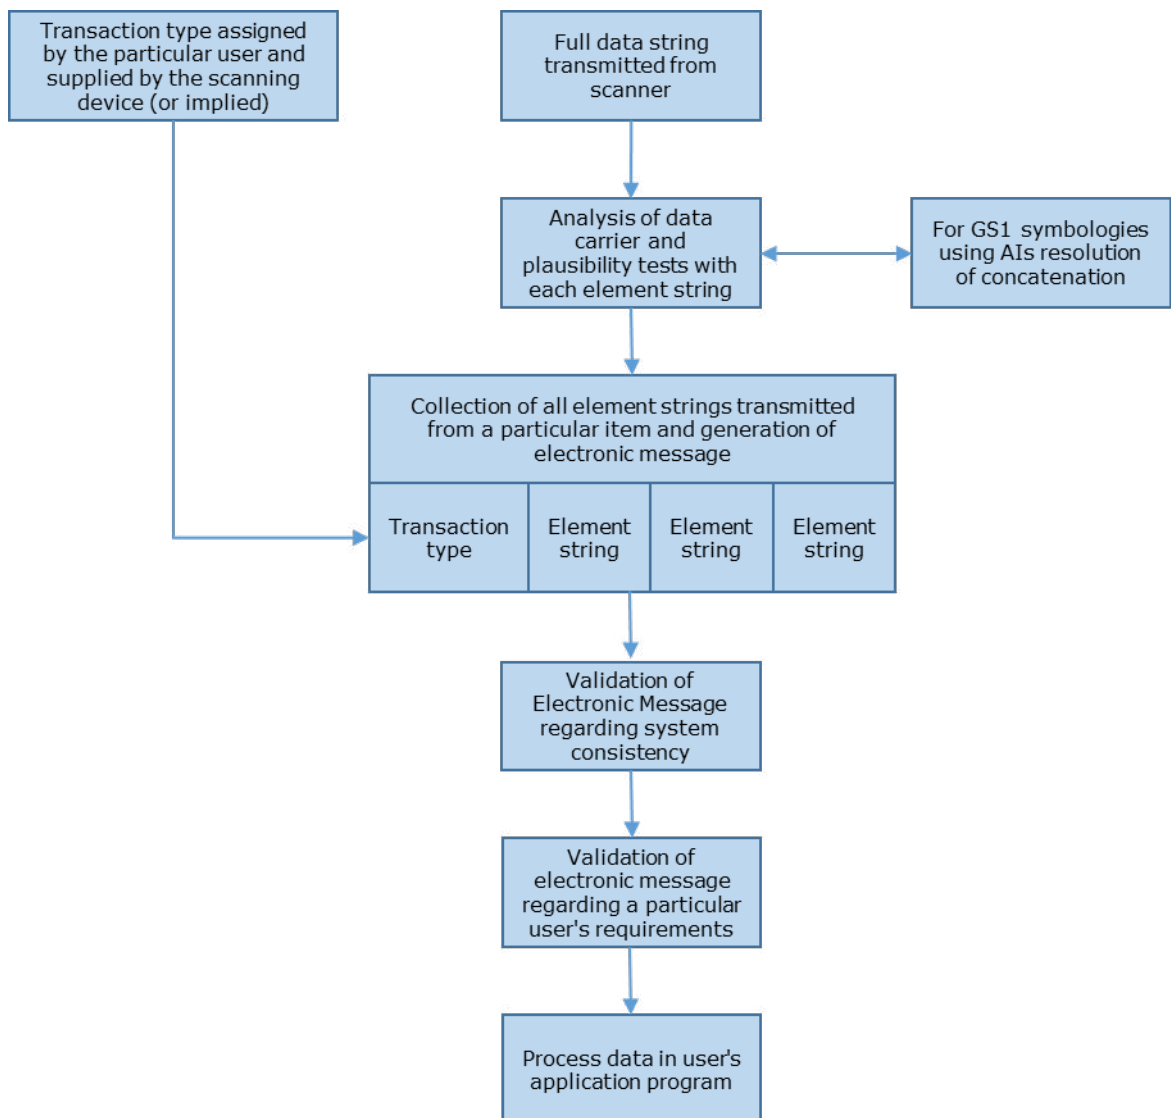 Transaction type assigned
by the particular user and
supplied by the scanning
device (or implied)
Full data string
transmitted from
scanner
Analysis of data
carrier and
plausibility tests with
each element string
For GS1 symbologies
using AIs resolution
of concatenation
Collection of all element strings transmitted
from a particular item and generation of
electronic message
Transaction
type
Element
string
Element
string
Element
string
Validation of
Electronic Message
regarding system
consistency
Validation of
electronic message
regarding a particular
user's requirements
Process data in user's
application program